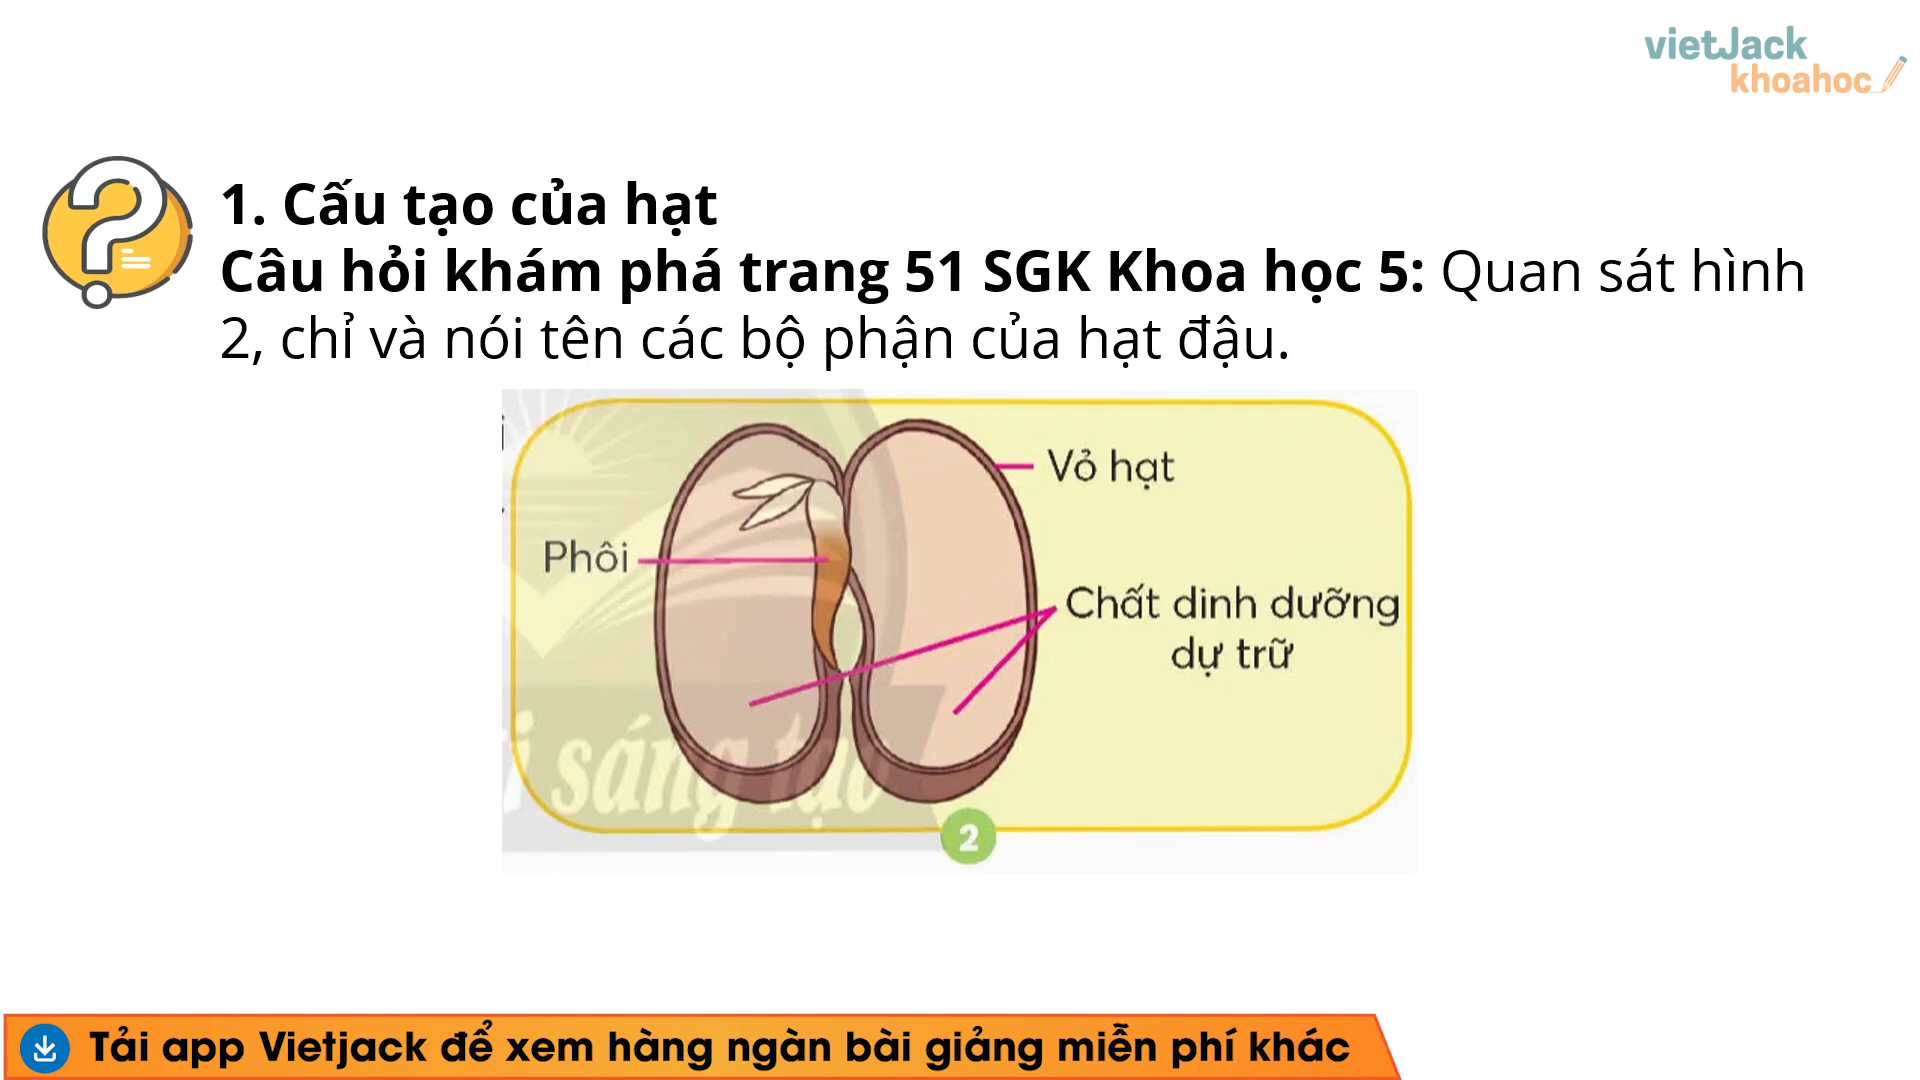 vietJack
khoahoc
1. Cấu tạo của hạt
Câu hỏi khám phá trang 51 SGK Khoa học 5: Quan sát hình
2, chỉ và nói tên các bộ phận của hạt đậu.
Vỏ hạt
Phôi
Chất dinh dưỡng
dự trữ
i sáng tạo
2
Tải app Vietjack để xem hàng ngàn bài giảng miễn phí khác